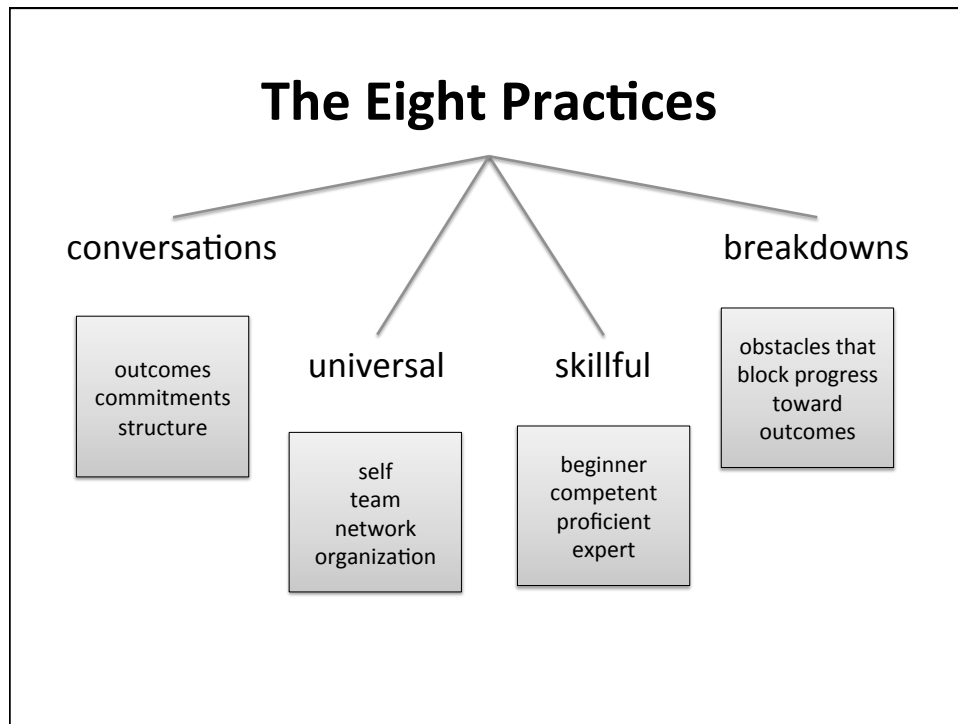 The Eight Practices
conversations
outcomes
commitments
structure
universal
self
team
network
organization
skillful
beginner
competent
proficient
expert
breakdowns
obstacles that
block progress
toward
outcomes